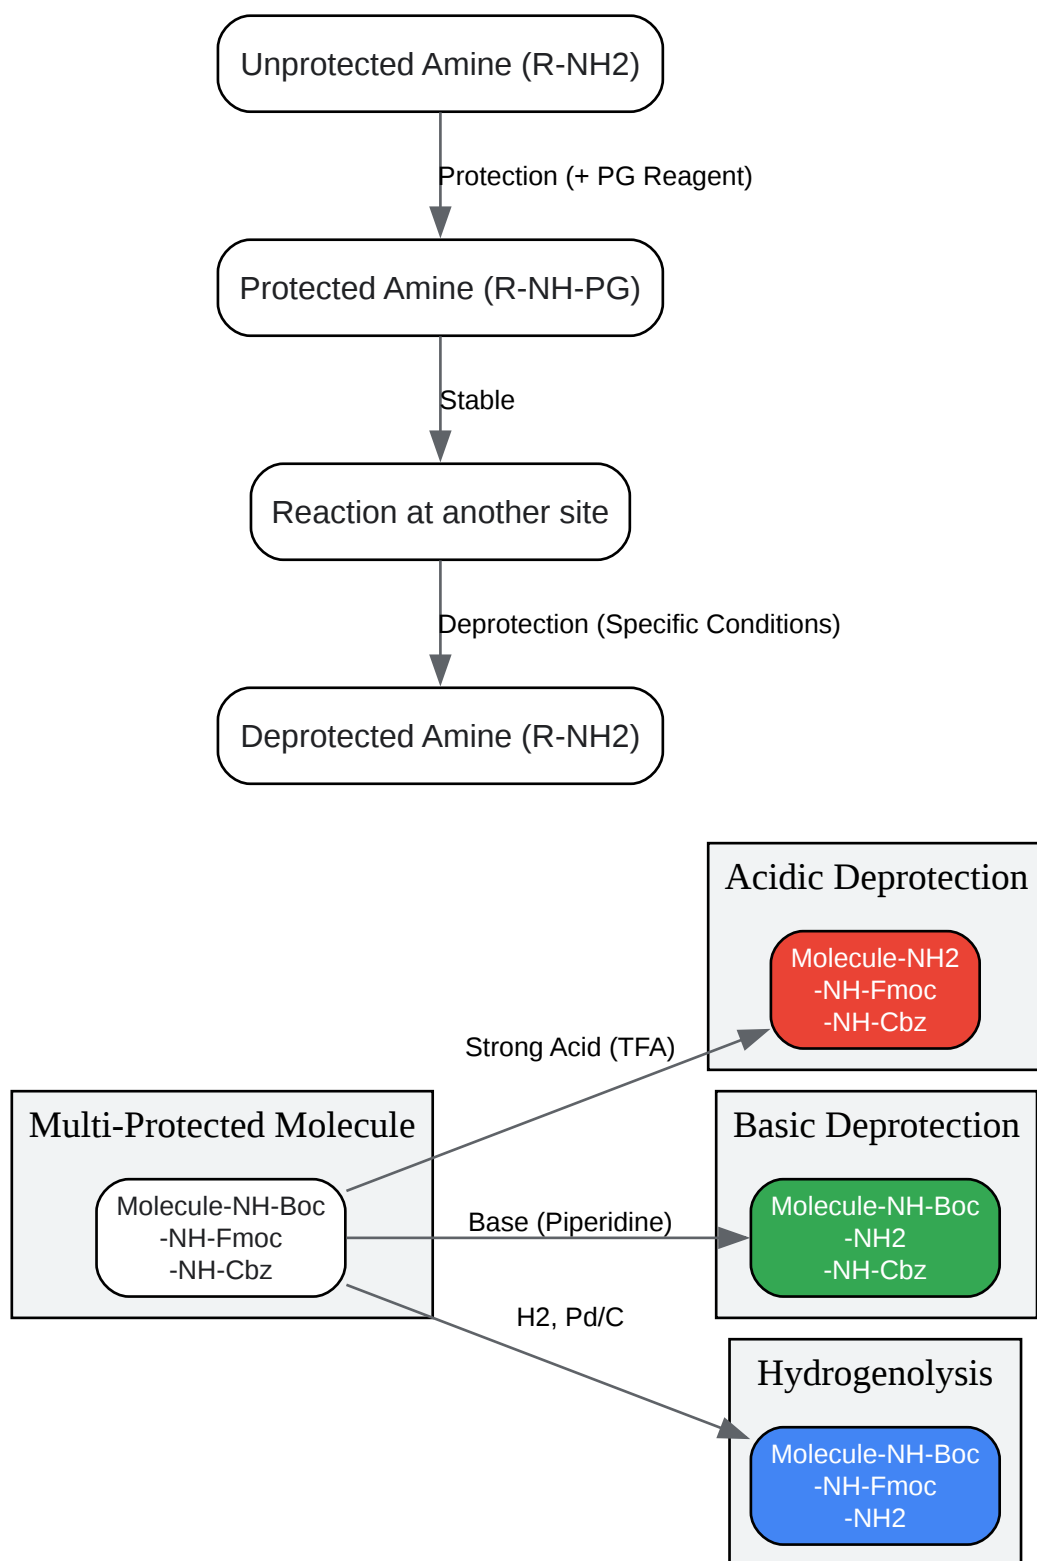 Unprotected Amine (R-NH2)
Protection (+ PG Reagent)
Protected Amine (R-NH-PG)
Stable
Reaction at another site
Deprotection (Specific Conditions)
Deprotected Amine (R-NH2)
Acidic Deprotection
Molecule-NH2
-NH-Fmoc
-NH-Cbz
Strong Acid (TFA)
Multi-Protected Molecule
Molecule-NH-Boc
-NH-Fmoc
-NH-Cbz
Base (Piperidine)
Basic Deprotection
Molecule-NH-Boc
-NH2
-NH-Cbz
H2, Pd/C
Hydrogenolysis
Molecule-NH-Boc
-NH-Fmoc
-NH2